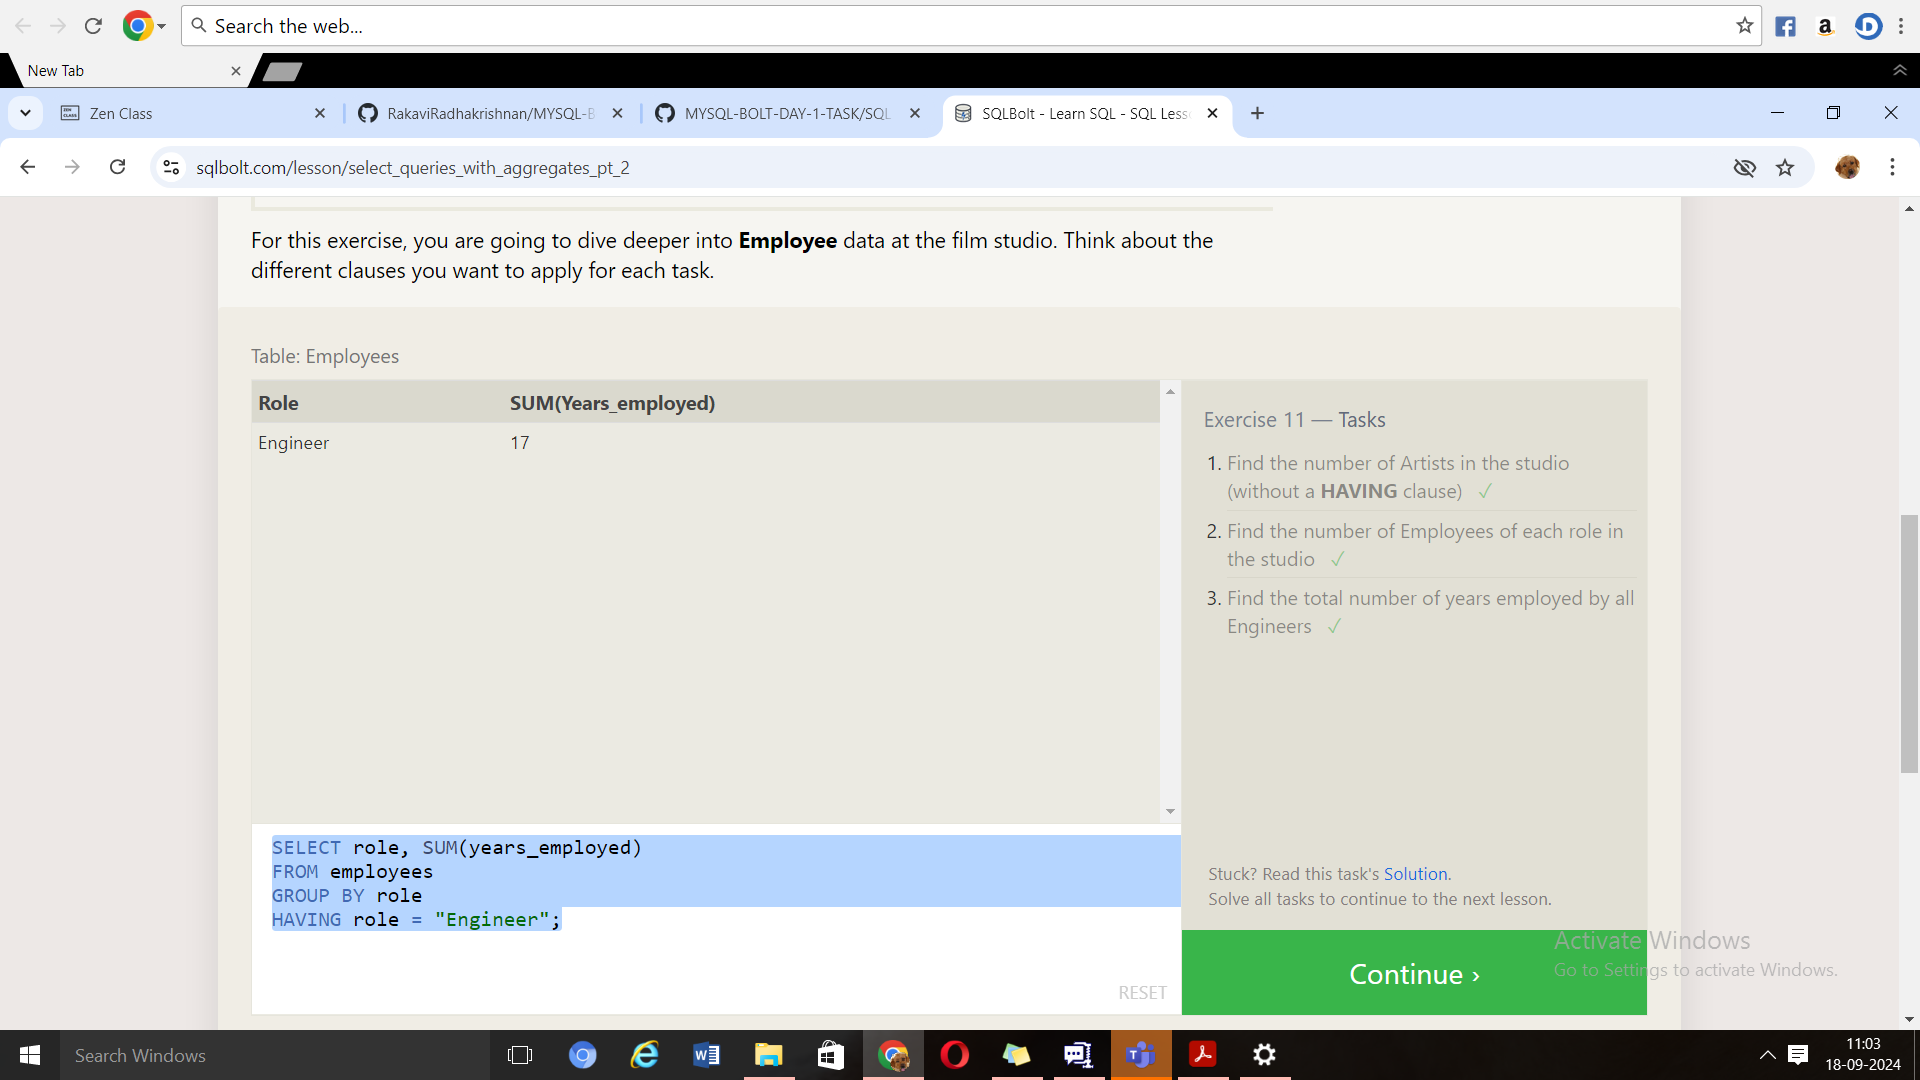 Search the web...
a
New Tab
Zen Class
RakaviRadhakrishnan/MYSQL-B
MYSQL-BOLT-DAY-1-TASK/SQL
SQLBolt - Learn SQL - SQL Less
sqlbolt.com/lesson/select_queries_with_aggregates_pt_2
For this exercise, you are going to dive deeper into Employee data at the film studio. Think about the
different clauses you want to apply for each task.
Table: Employees
Role SUM(Years_employed)
Engineer 17
Exercise 11 — Tasks
1. Find the number of Artists in the studio
(without a HAVING clause) ✓
2. Find the number of Employees of each role in
the studio ✓
3. Find the total number of years employed by all
Engineers ✓
SELECT role, SUM(years_employed)
FROM employees
GROUP BY role
HAVING role = "Engineer";
RESET
Stuck? Read this task's Solution.
Solve all tasks to continue to the next lesson.
Continue ›
Activate Windows
Go to Settings to activate Windows.
Search Windows
11:03
18-09-2024